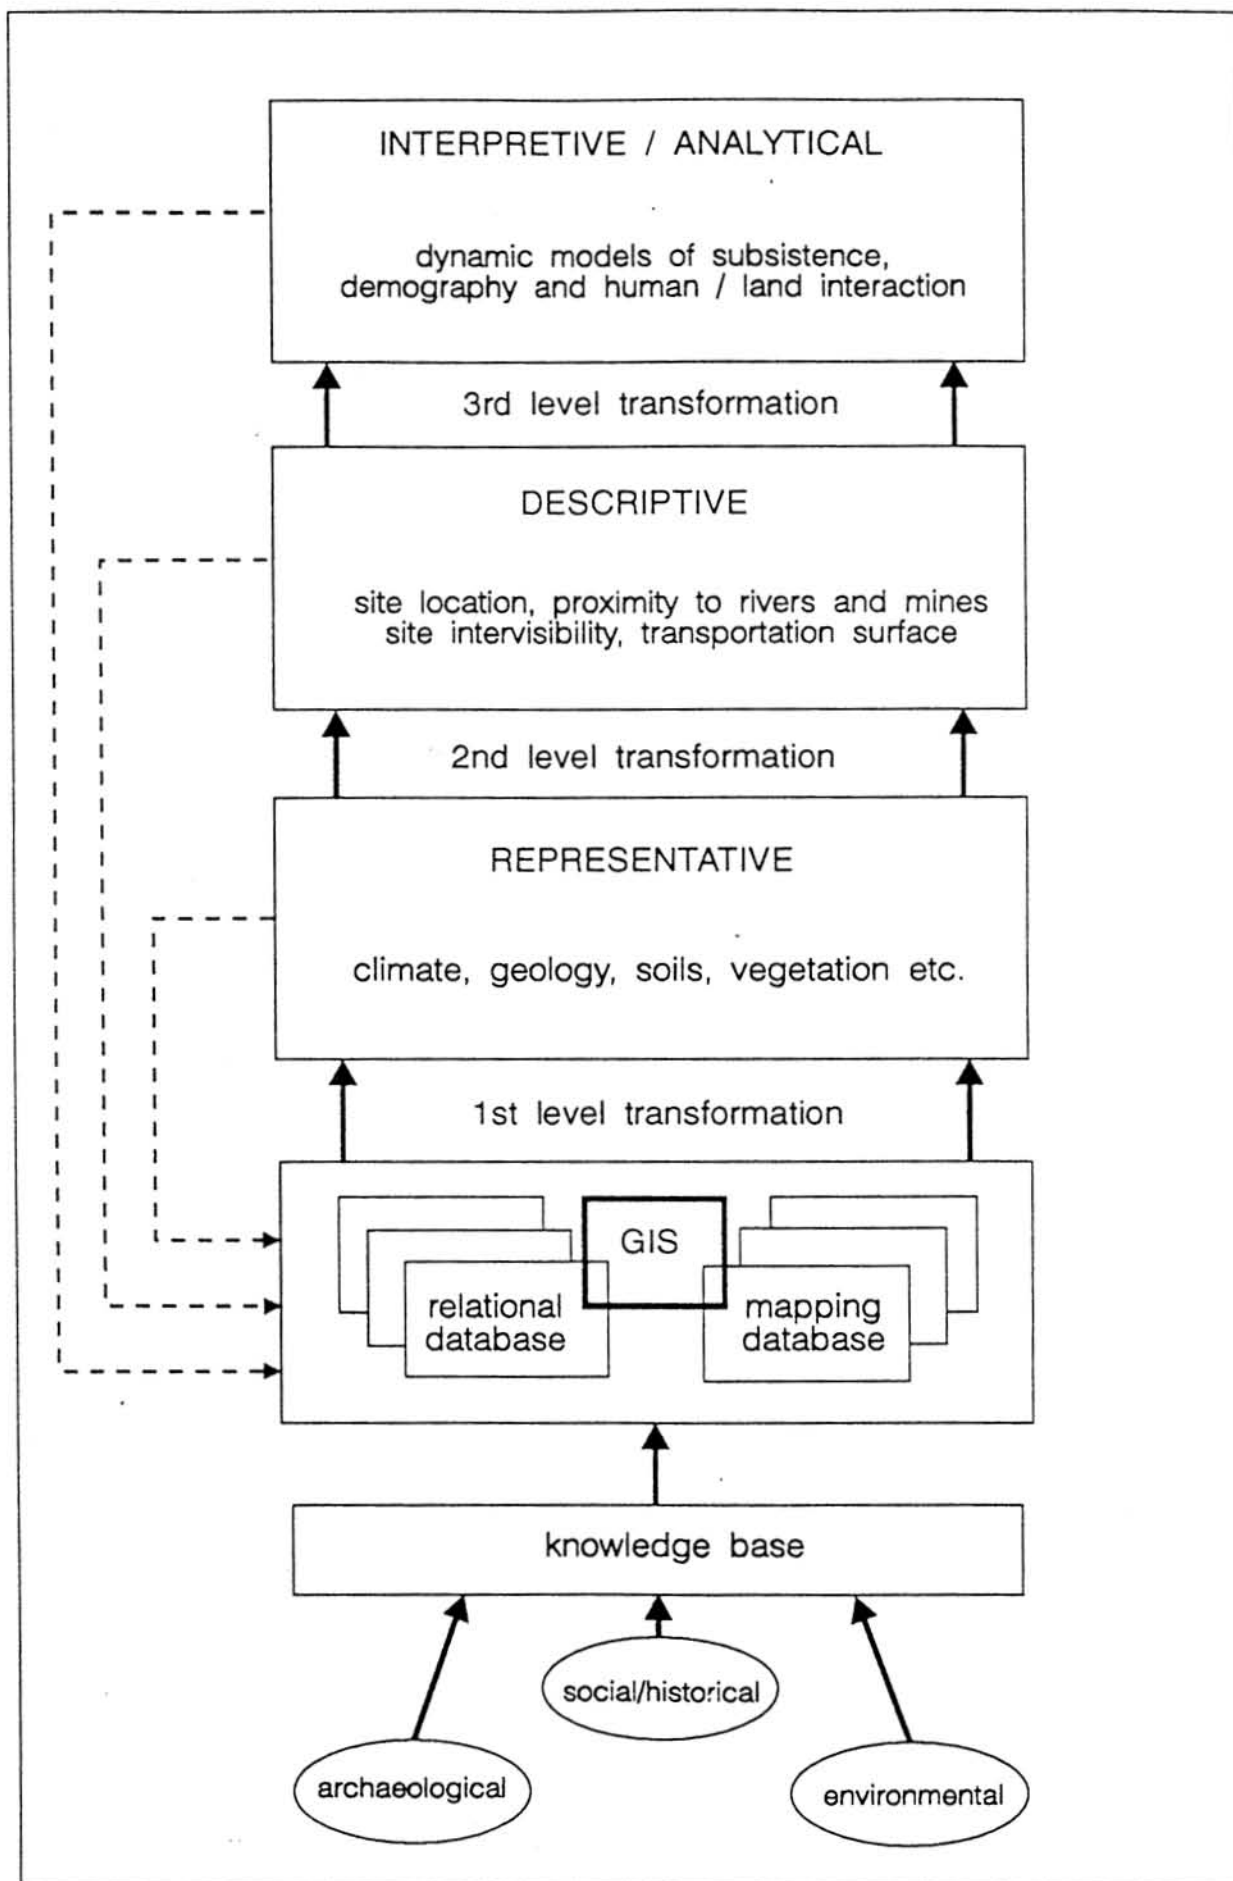 INTERPRETIVE / ANALYTICAL
dynamic models of subsistence,
demography and human / land interaction
3rd level transformation
DESCRIPTIVE
site location, proximity to rivers and mines
site intervisibility, transportation surface
2nd level transformation
REPRESENTATIVE
climate, geology, soils, vegetation etc.
1st level transformation
GIS
relational
database
mapping
database
knowledge base
social/historical
archaeological
environmental